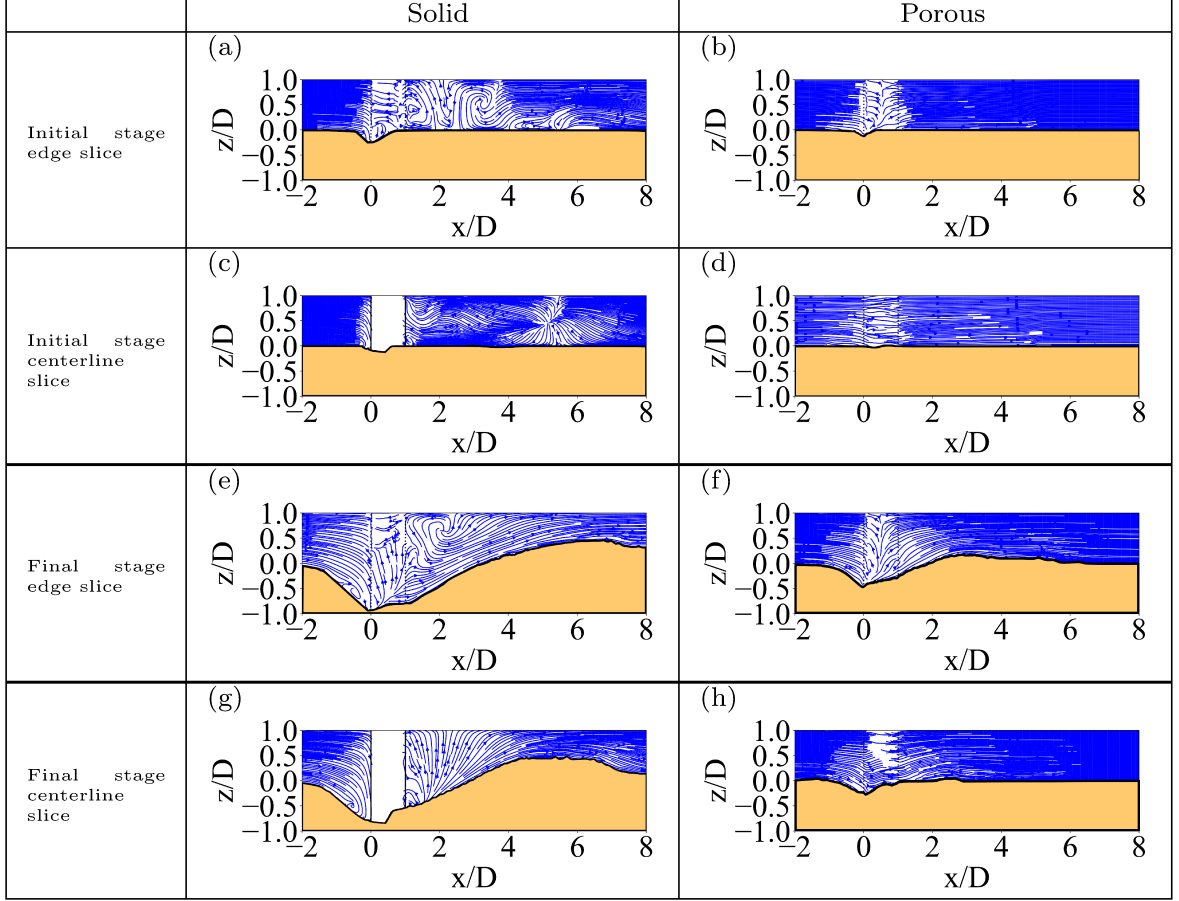 Solid Porous
(a) (b)
Initial stage
edge slice
z/D
1.0
0.5
0.0
−0.5
−1.0
−2 0 2 4 6 8
x/D
z/D
1.0
0.5
0.0
−0.5
−1.0
−2 0 2 4 6 8
x/D
(c) (d)
Initial stage
centerline
slice
z/D
1.0
0.5
0.0
−0.5
−1.0
−2 0 2 4 6 8
x/D
z/D
1.0
0.5
0.0
−0.5
−1.0
−2 0 2 4 6 8
x/D
(e) (f)
Final stage
edge slice
z/D
1.0
0.5
0.0
−0.5
−1.0
−2 0 2 4 6 8
x/D
z/D
1.0
0.5
0.0
−0.5
−1.0
−2 0 2 4 6 8
x/D
(g) (h)
Final stage
centerline
slice
z/D
1.0
0.5
0.0
−0.5
−1.0
−2 0 2 4 6 8
x/D
z/D
1.0
0.5
0.0
−0.5
−1.0
−2 0 2 4 6 8
x/D